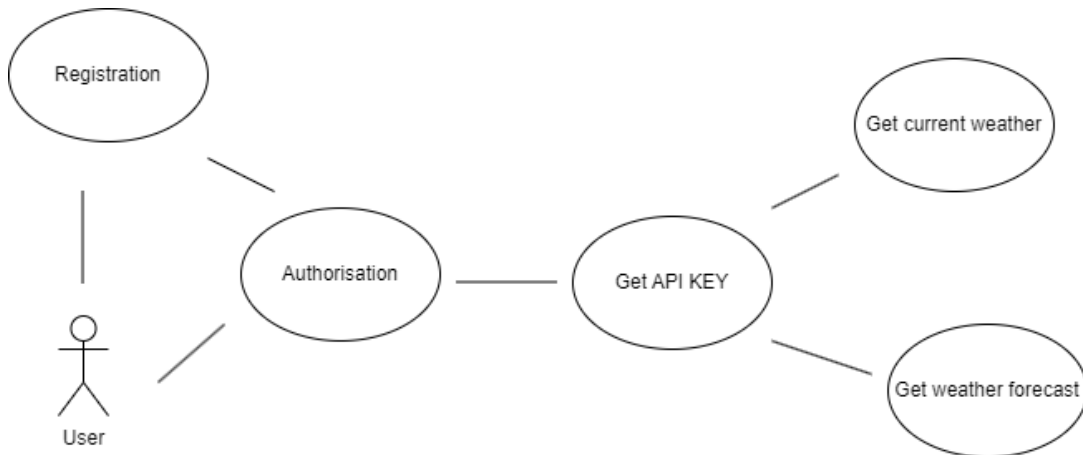 Registration
Get current weather
Authorisation
Get API KEY
Get weather forecast
User